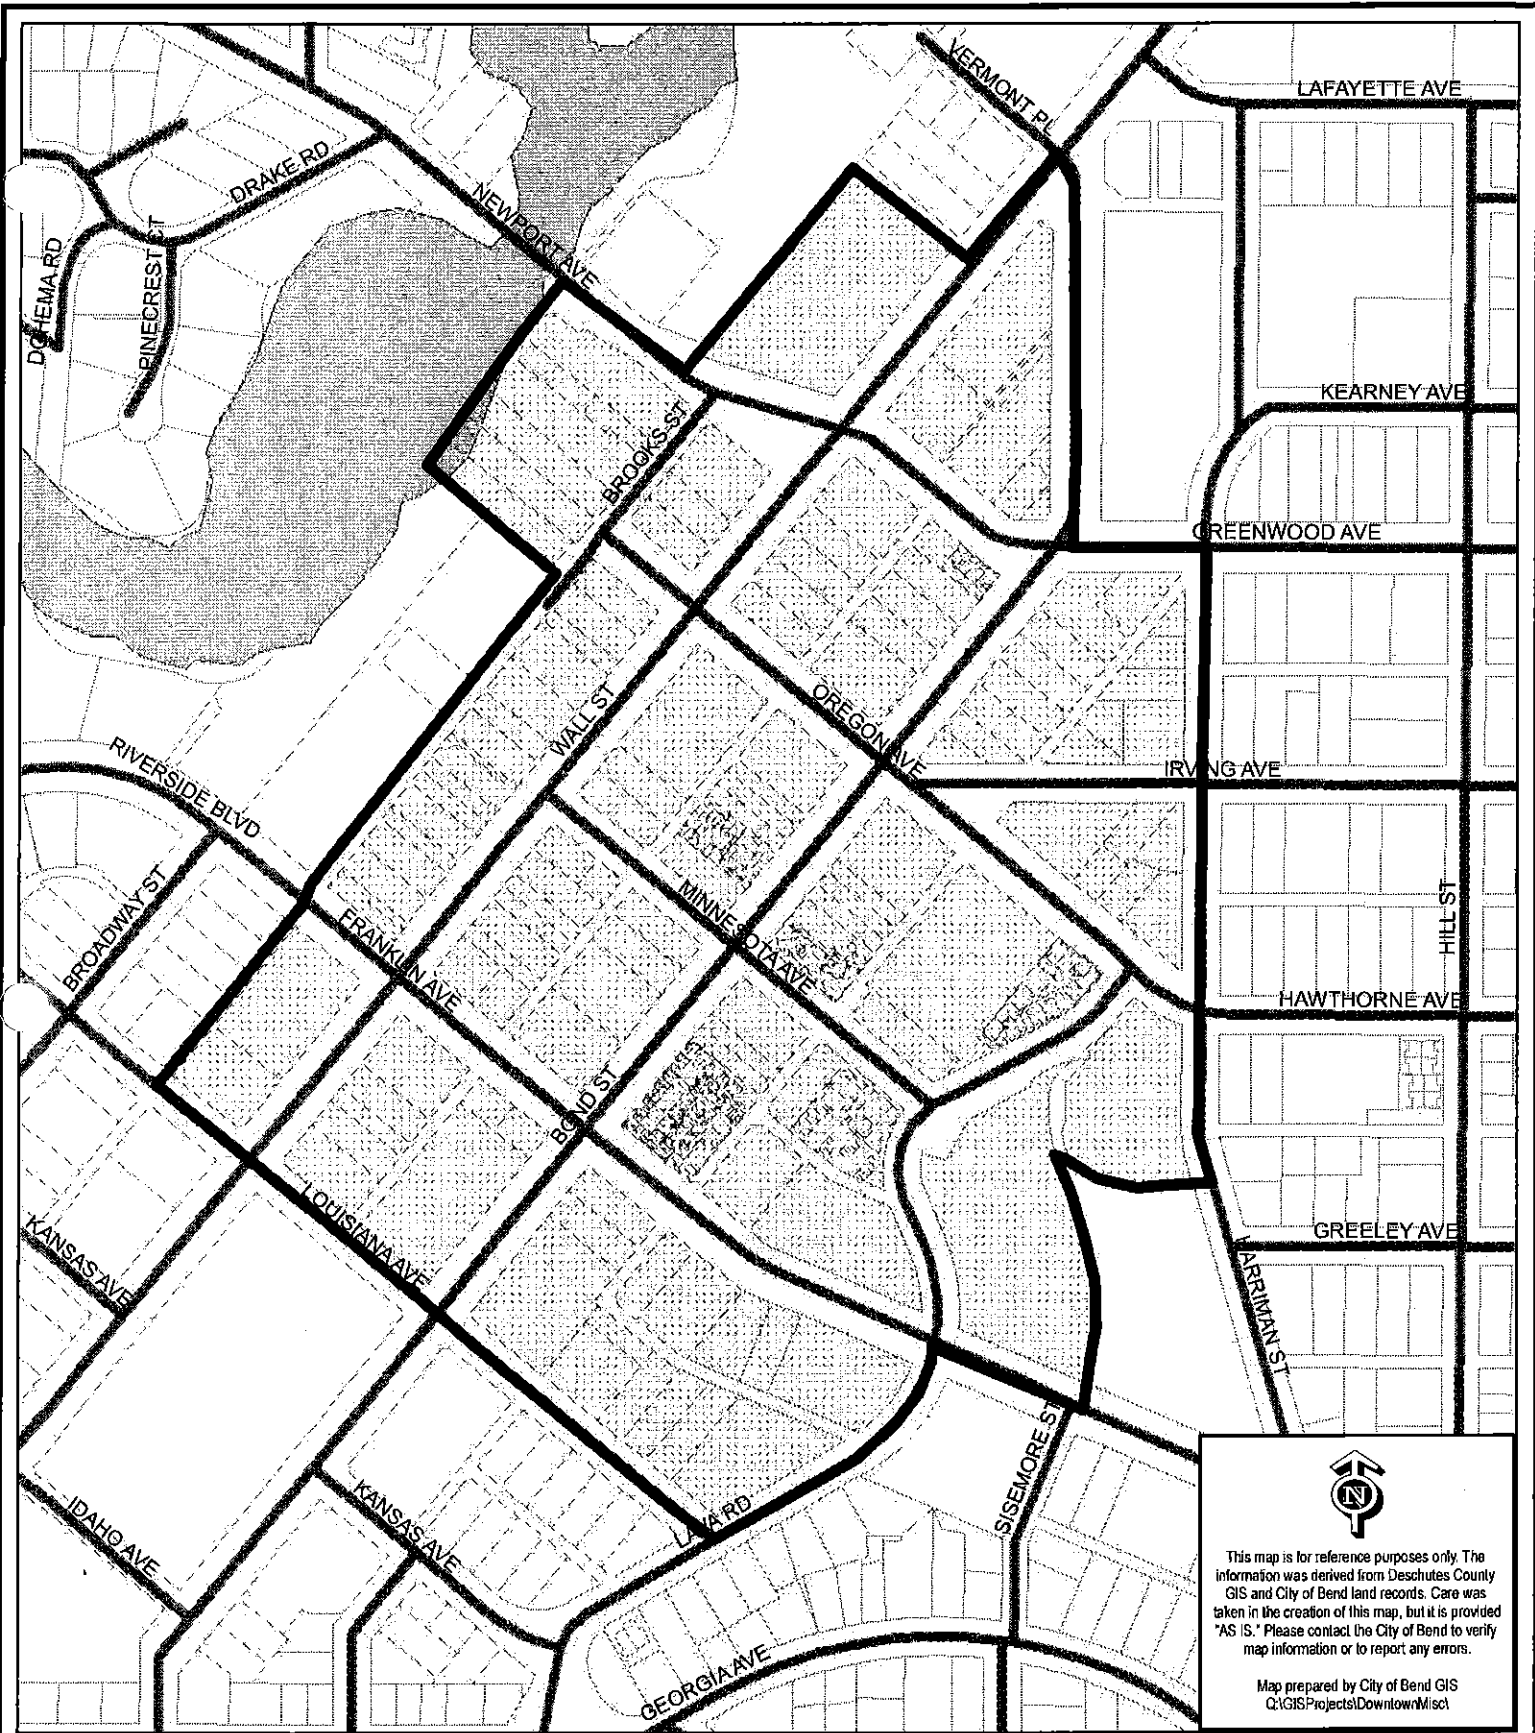 VERMONT PL
LAFAYETTE AVE
DRAKE RD
NEWPORT AVE
PINECREST CT
KEARNEY AVE
BROOKS ST
GREENWOOD AVE
WALL ST
OREGON AVE
RIVERSIDE BLVD
IRVING AVE
BROADWAY ST
FRANKLIN AVE
MINNESOTA AVE
HILL ST
HAWTHORNE AVE
BOND ST
LOUISIANA AVE
KANSAS AVE
GREELEY AVE
HARRIMAN ST
SISEMORE ST
IDAHO AVE
KANSAS AVE
LAVA RD
GEORGIA AVE
N
This map is for reference purposes only. The
information was derived from Deschutes County
GIS and City of Bend land records. Care was
taken in the creation of this map, but it is provided
"AS IS." Please contact the City of Bend to verify
map information or to report any errors.
Map prepared by City of Bend GIS
Q:\GISProjects\DowntownMisc\